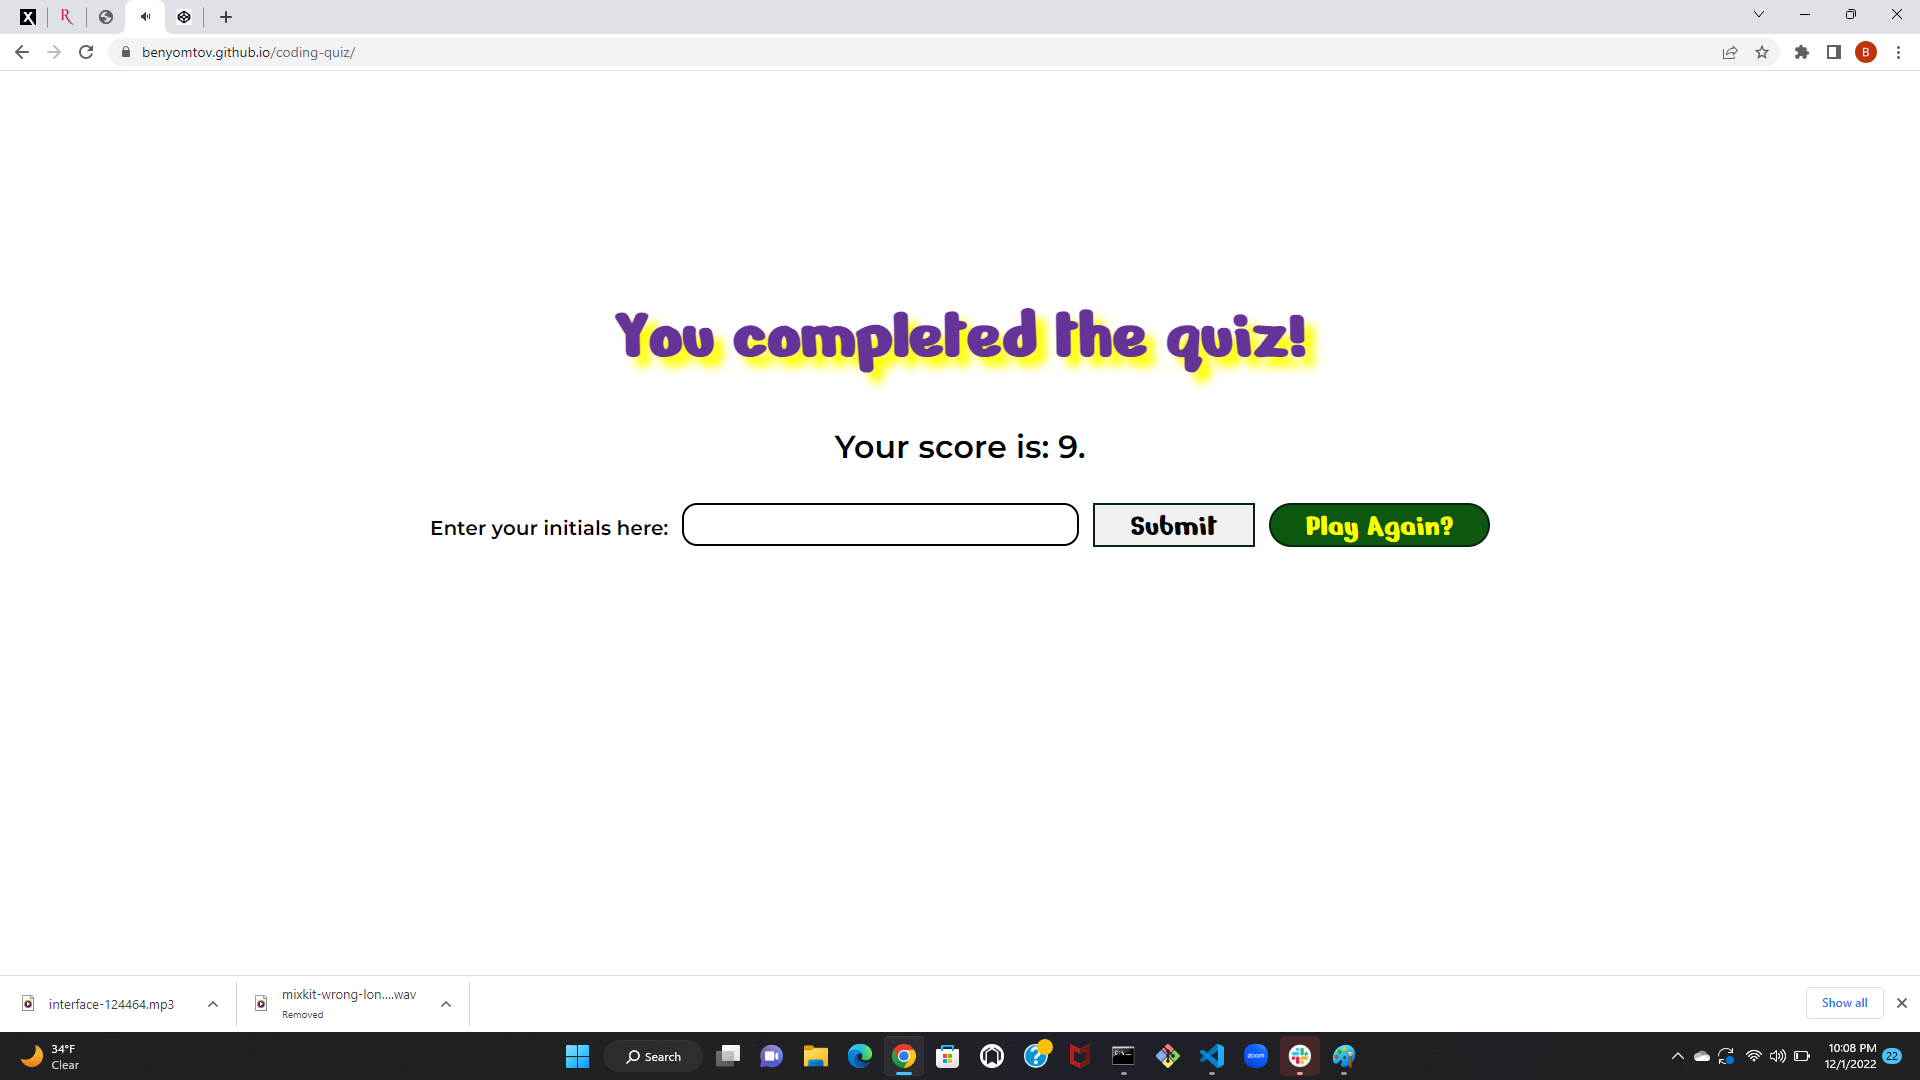 benyomtov.github.io/coding-quiz/
B
You completed the quiz!
Your score is: 9.
Enter your initials here:
Submit
Play Again?
interface-124464.mp3
mixkit-wrong-lon....wav
Removed
Show all
34°F
Clear
Search
zoom
10:08 PM
12/1/2022
22